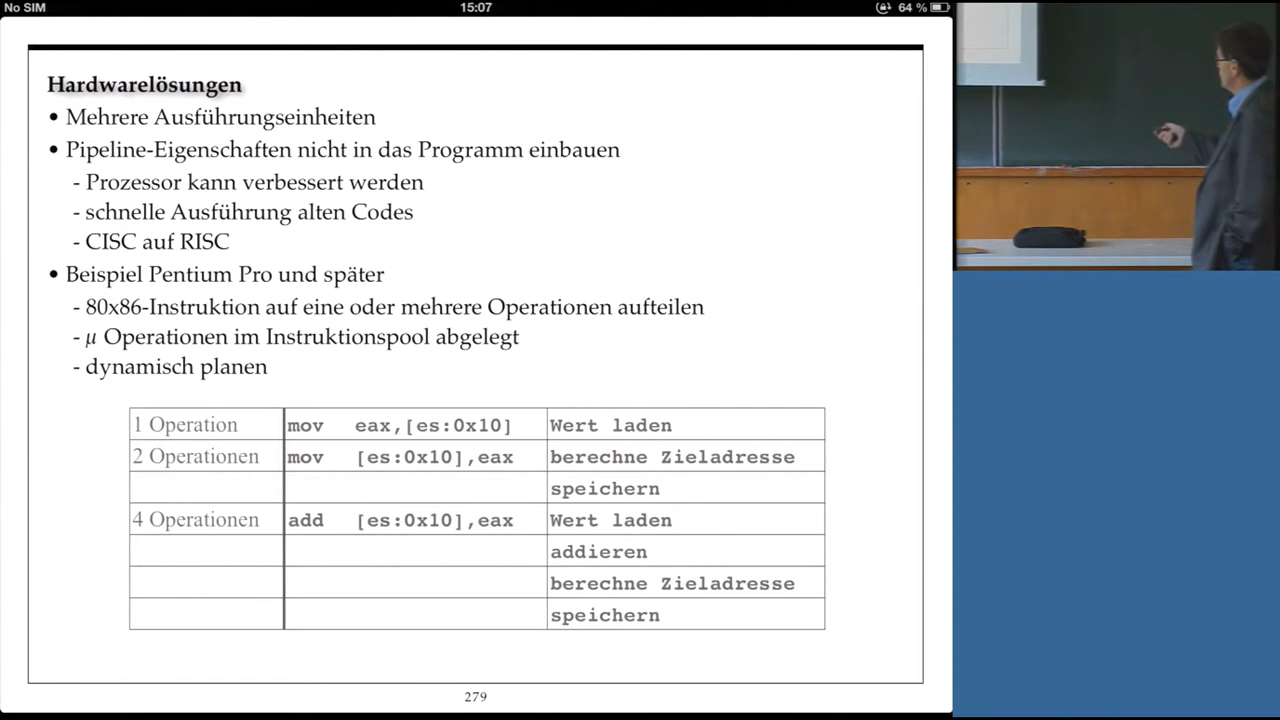 No SIM 15:07 64 %
Hardwarelösungen
• Mehrere Ausführungseinheiten
• Pipeline-Eigenschaften nicht in das Programm einbauen
- Prozessor kann verbessert werden
- schnelle Ausführung alten Codes
- CISC auf RISC
• Beispiel Pentium Pro und später
- 80x86-Instruktion auf eine oder mehrere Operationen aufteilen
- µ Operationen im Instruktionspool abgelegt
- dynamisch planen
1 Operation mov eax,[es:0x10] Wert laden
2 Operationen mov [es:0x10],eax berechne Zieladresse
speichern
4 Operationen add [es:0x10],eax Wert laden
addieren
berechne Zieladresse
speichern
279